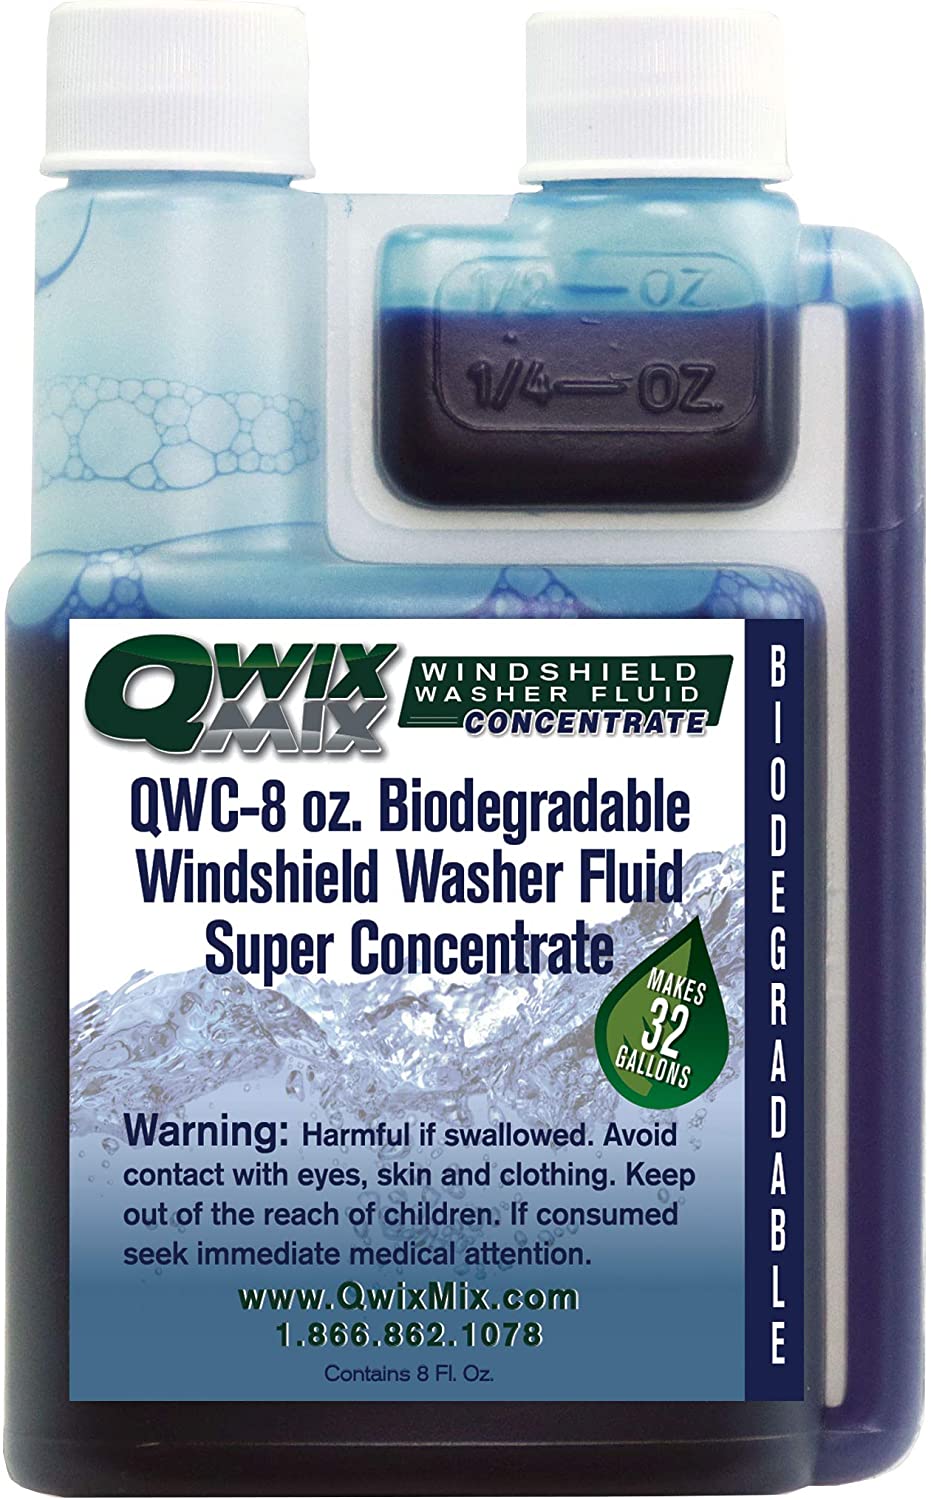 1/2 — OZ
1/4 — OZ.
QWIX
MIX
WINDSHIELD
WASHER FLUID
CONCENTRATE
QWC-8 oz. Biodegradable
Windshield Washer Fluid
Super Concentrate
MAKES
32
GALLONS
Warning: Harmful if swallowed. Avoid
contact with eyes, skin and clothing. Keep
out of the reach of children. If consumed
seek immediate medical attention.
www.QwixMix.com
1.866.862.1078
Contains 8 Fl. Oz.
BIODEGRADABLE